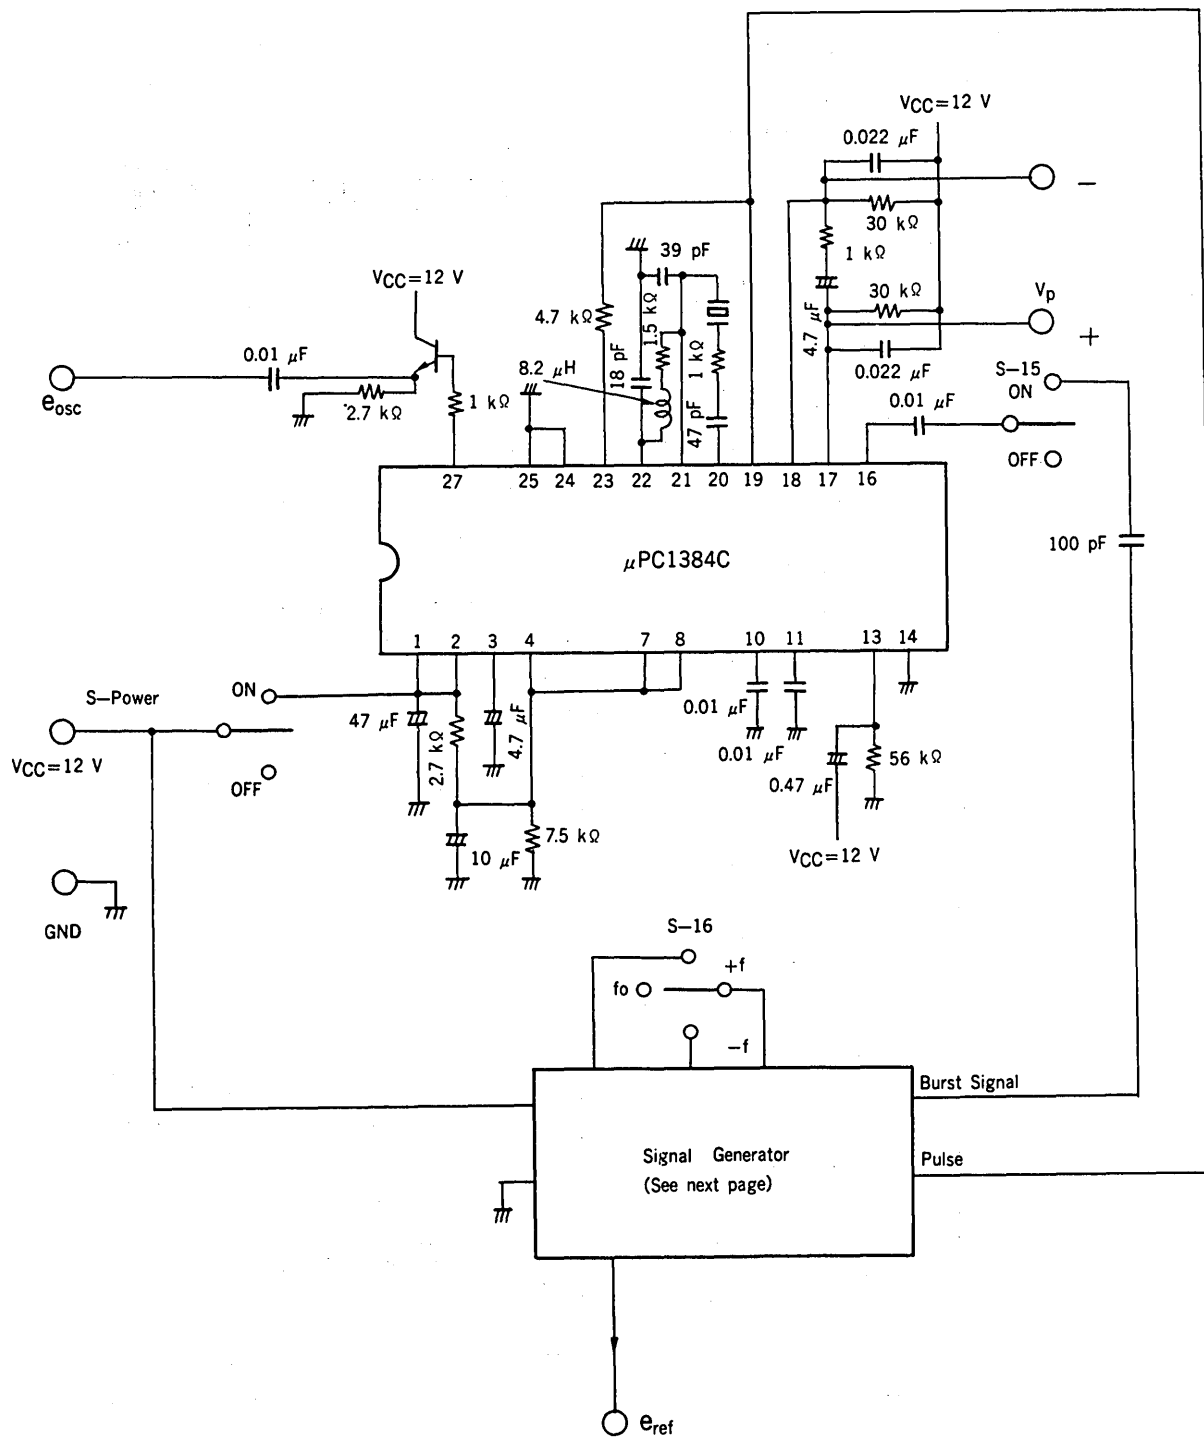 VCC=12 V
0.022 μF
−
30 kΩ
1 kΩ
39 pF
VCC=12 V
1.5 kΩ
30 kΩ
Vp
4.7 kΩ
4.7 μF
+
0.01 μF
18 pF
1 kΩ
0.022 μF
8.2 μH
S−15
ON
eosc
2.7 kΩ
1 kΩ
47 pF
0.01 μF
OFF
27
25
24
23
22
21
20
19
18
17
16
100 pF
μPC1384C
1
2
3
4
7
8
10
11
13
14
S−Power
ON
47 μF
2.7 kΩ
4.7 μF
0.01 μF
0.01 μF
56 kΩ
VCC=12 V
OFF
0.47 μF
7.5 kΩ
10 μF
VCC=12 V
GND
S−16
+f
fo
−f
Burst Signal
Signal Generator
(See next page)
Pulse
eref